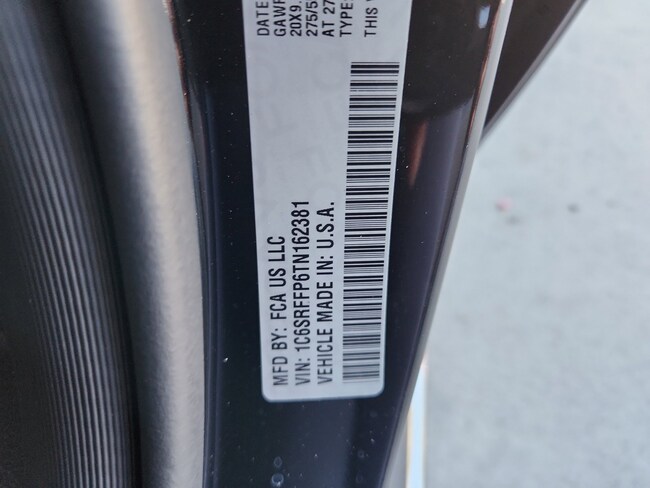 MFD BY: FCA US LLC
VIN: 1C6SRFFP6TN162381
VEHICLE MADE IN: U.S.A.
DATE
GAWR
20X9.
275/5
AT 27
TYPE:
THIS V